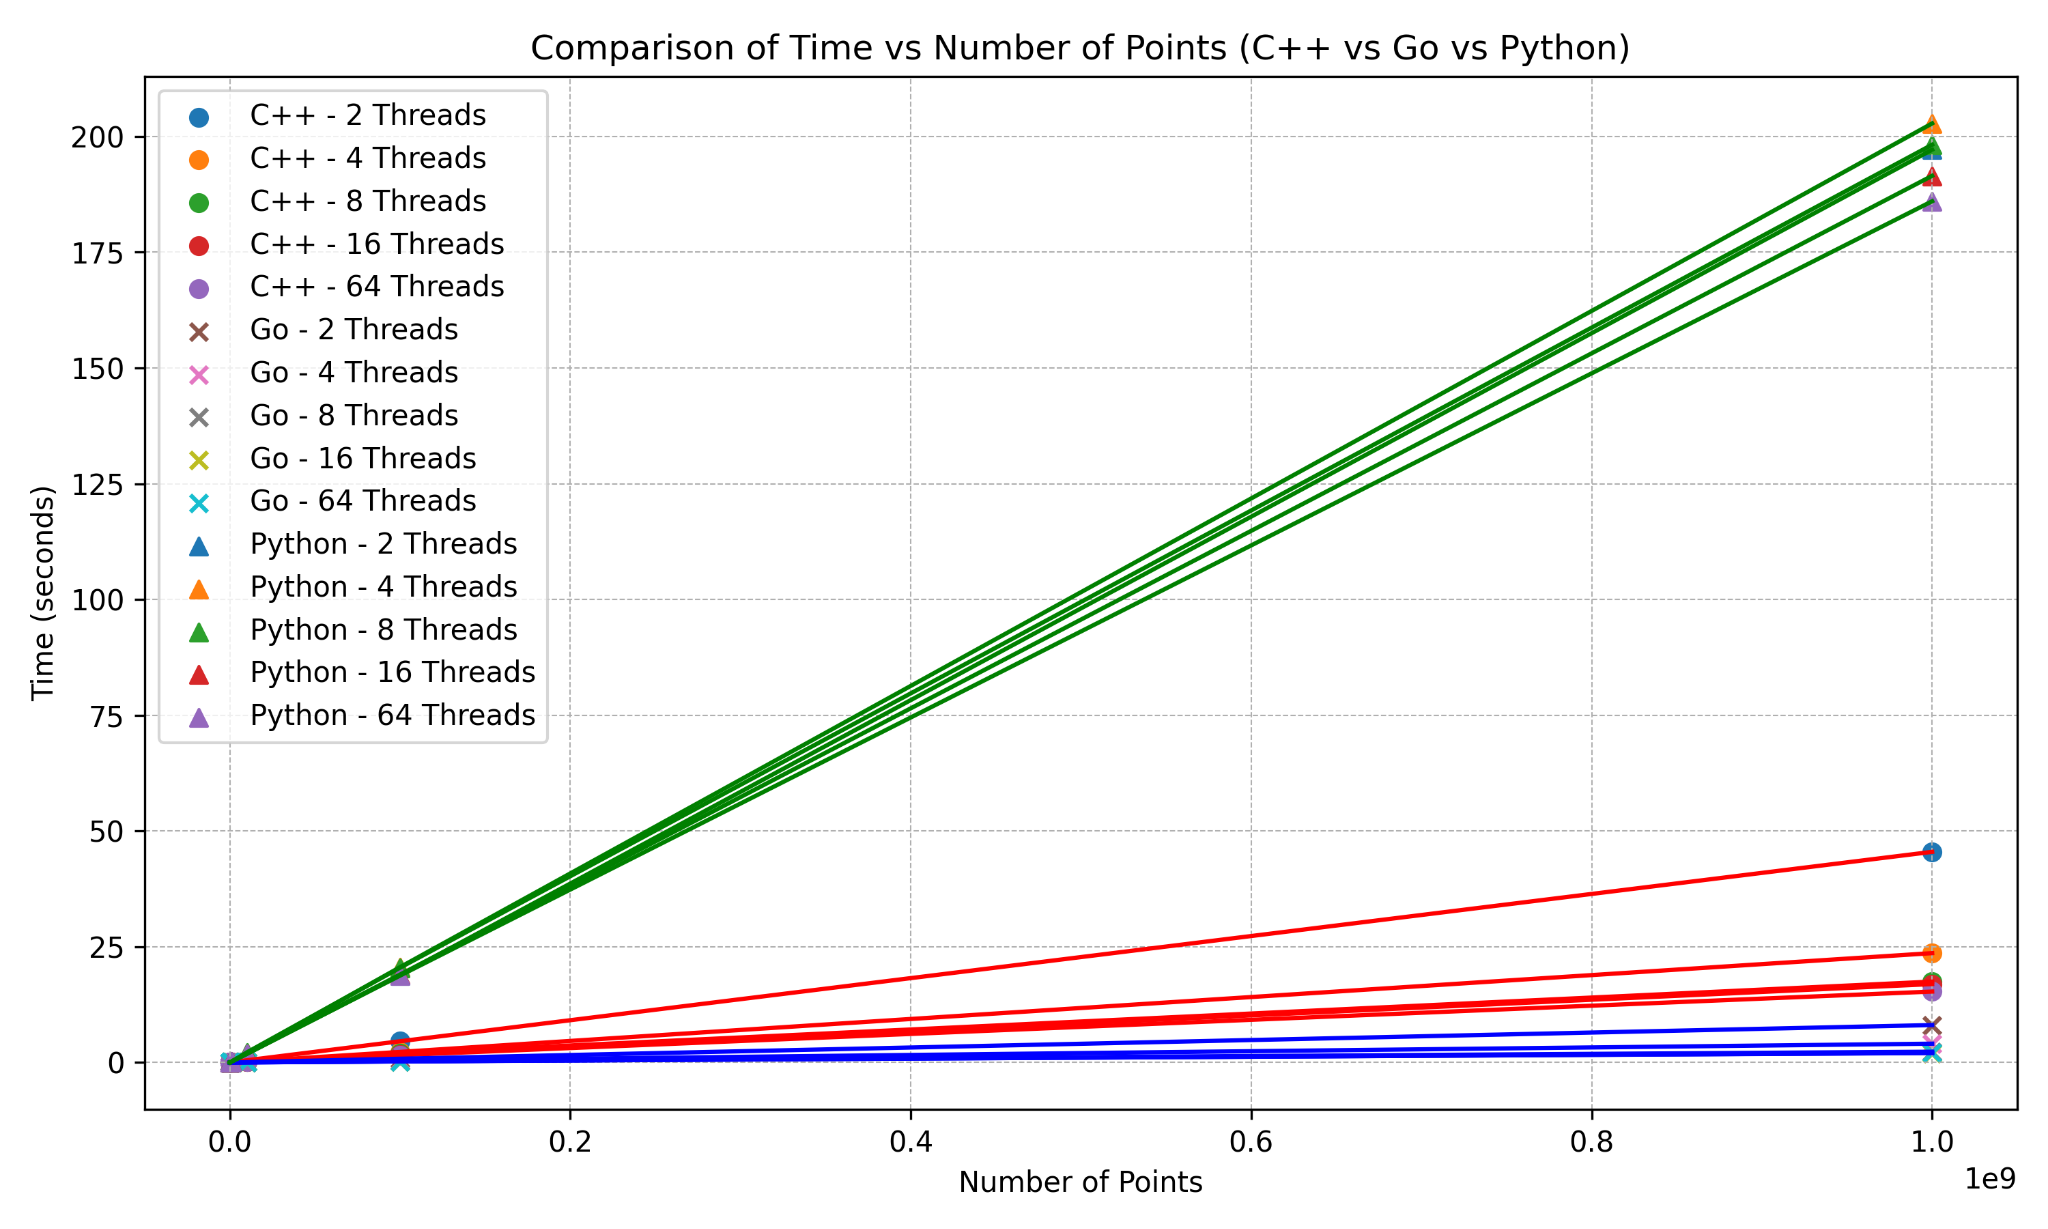 Comparison of Time vs Number of Points (C++ vs Go vs Python)
C++ - 2 Threads
C++ - 4 Threads
C++ - 8 Threads
C++ - 16 Threads
C++ - 64 Threads
Go - 2 Threads
Go - 4 Threads
Go - 8 Threads
Go - 16 Threads
Go - 64 Threads
Python - 2 Threads
Python - 4 Threads
Python - 8 Threads
Python - 16 Threads
Python - 64 Threads
Time (seconds)
200
175
150
125
100
75
50
25
0
0.0 0.2 0.4 0.6 0.8 1.0
1e9
Number of Points